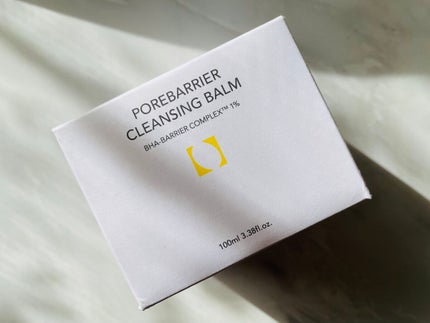 POREBARRIER
CLEANSING BALM
BHA-BARRIER COMPLEX™ 1%
100ml 3.38fl.oz.